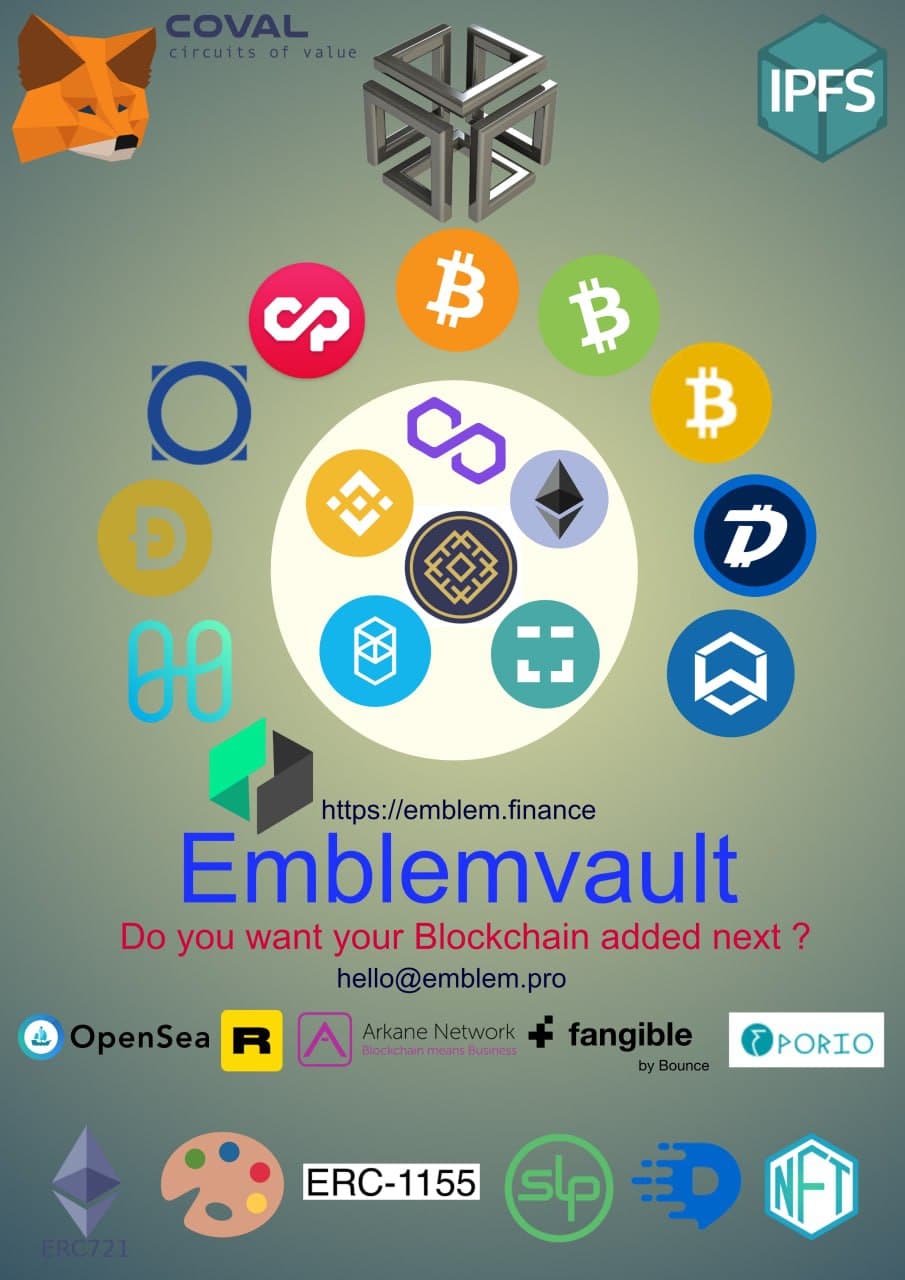 COVAL
circuits of value
IPFS
https://emblem.finance
Emblemvault
Do you want your Blockchain added next ?
hello@emblem.pro
OpenSea
R
Arkane Network
Blockchain means Business
fangible
by Bounce
PORIO
ERC721
ERC-1155
slp
NFT